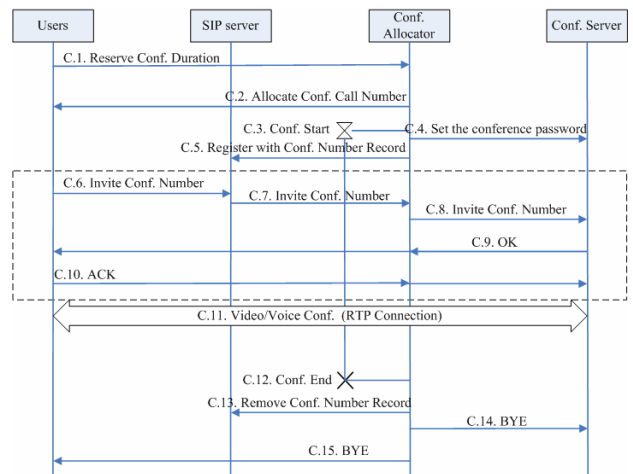 Users
SIP server
Conf.
Allocator
Conf. Server
C.1. Reserve Conf. Duration
C.2. Allocate Conf. Call Number
C.3. Conf. Start
C.4. Set the conference password
C.5. Register with Conf. Number Record
C.6. Invite Conf. Number
C.7. Invite Conf. Number
C.8. Invite Conf. Number
C.9. OK
C.10. ACK
C.11. Video/Voice Conf. (RTP Connection)
C.12. Conf. End
C.13. Remove Conf. Number Record
C.14. BYE
C.15. BYE